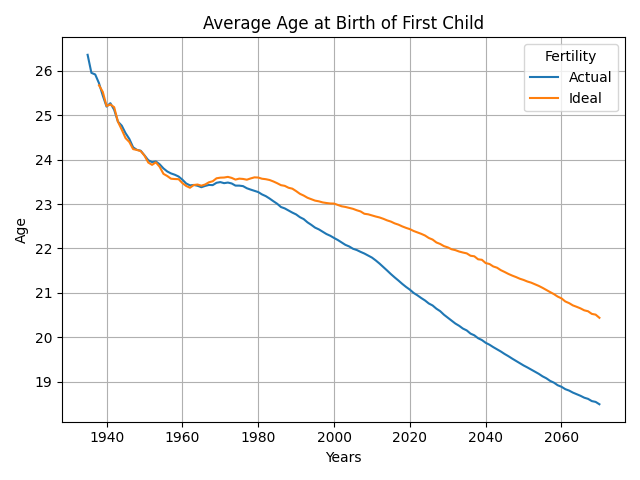 Average Age at Birth of First Child
Fertility
Actual
Ideal
26
25
24
23
22
21
20
19
Age
1940 1960 1980 2000 2020 2040 2060
Years